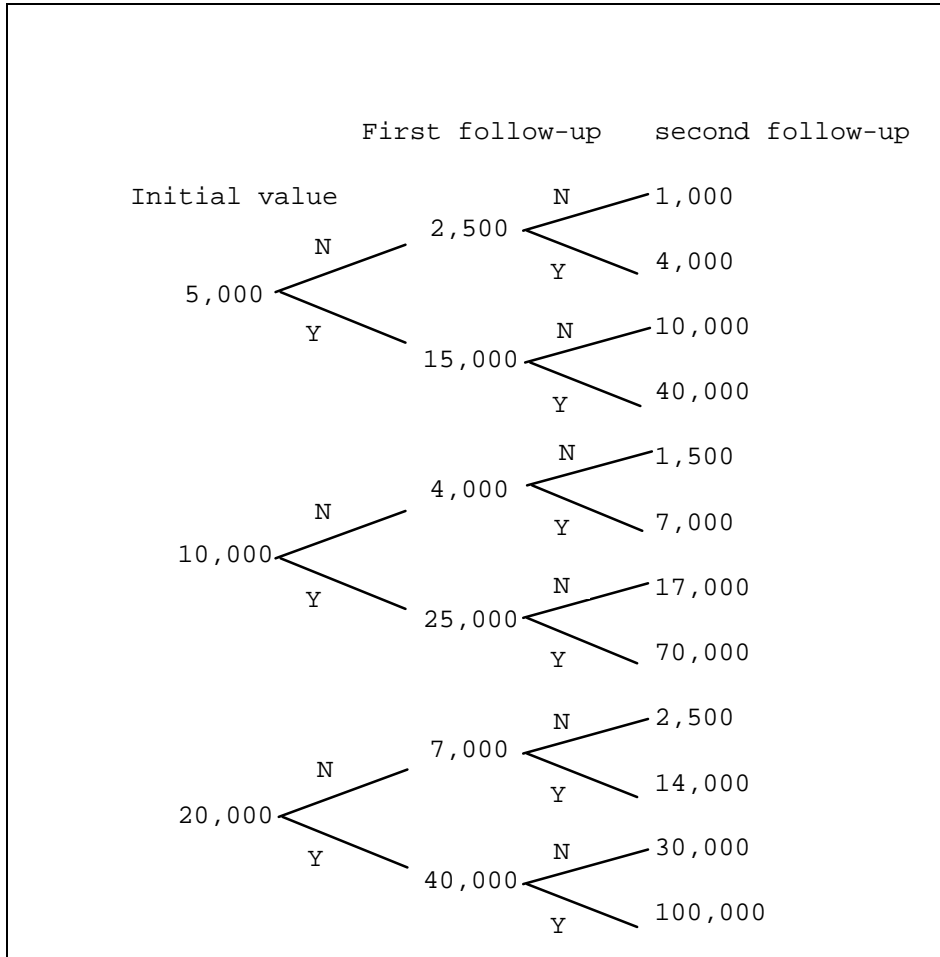 First follow-up second follow-up
Initial value
N 1,000
2,500
N
Y 4,000
5,000
Y
N 10,000
15,000
Y 40,000
N 1,500
4,000
N
Y 7,000
10,000
Y
N 17,000
25,000
Y 70,000
N 2,500
7,000
N
Y 14,000
20,000
Y
N 30,000
40,000
Y 100,000